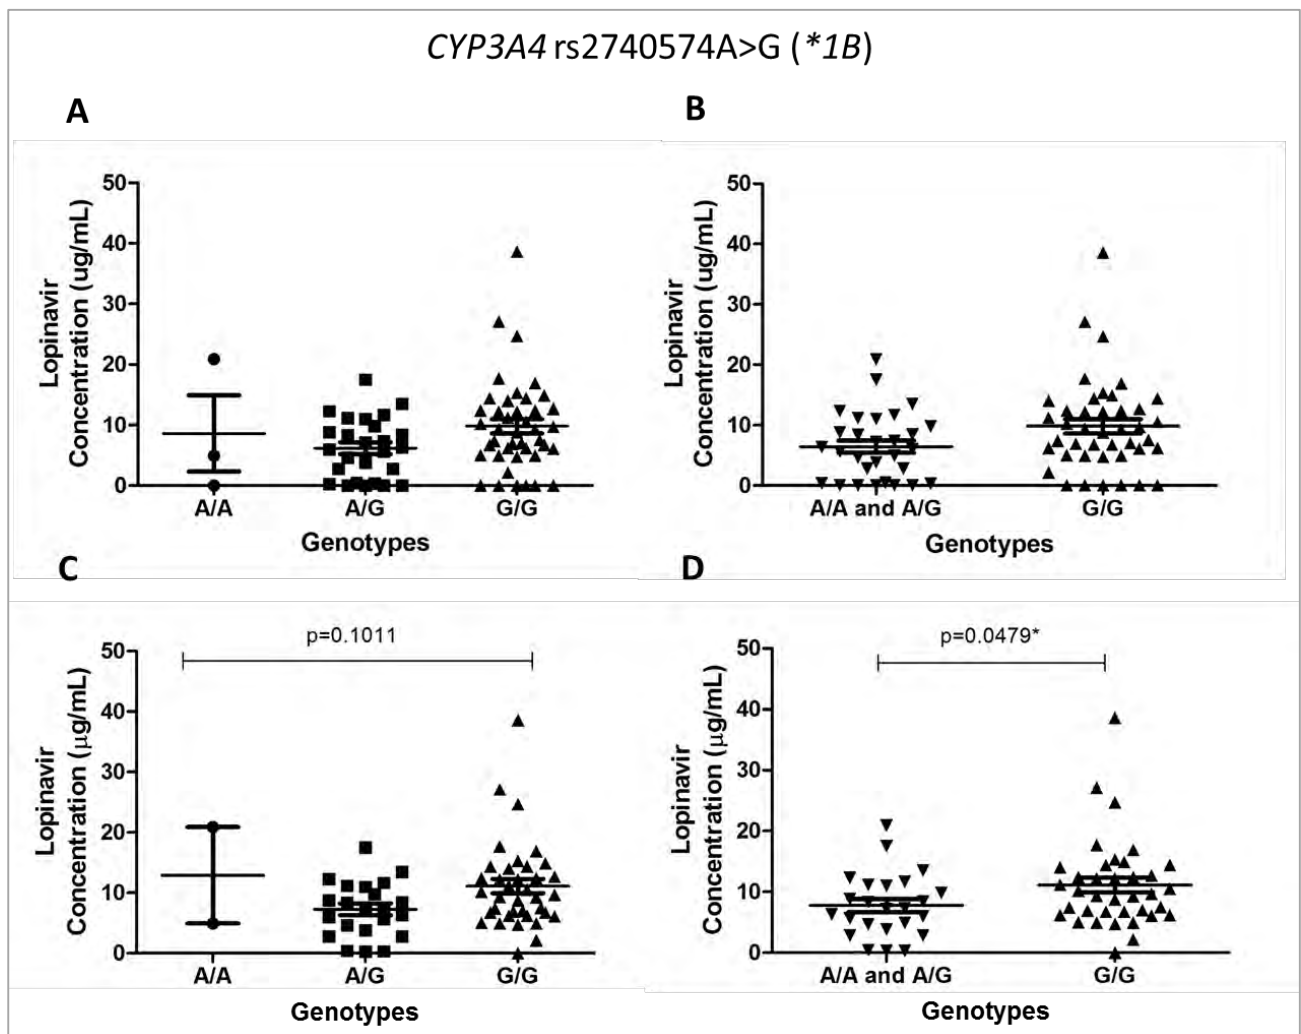 CYP3A4 rs2740574A>G (*1B)
A
B
Lopinavir
Concentration (ug/mL)
50
40
30
20
10
0
A/A
A/G
G/G
Genotypes
Lopinavir
Concentration (ug/mL)
50
40
30
20
10
0
A/A and A/G
G/G
Genotypes
C
D
p=0.1011
Lopinavir
Concentration (μg/mL)
50
40
30
20
10
0
A/A
A/G
G/G
Genotypes
p=0.0479*
Lopinavir
Concentration (μg/mL)
50
40
30
20
10
0
A/A and A/G
G/G
Genotypes